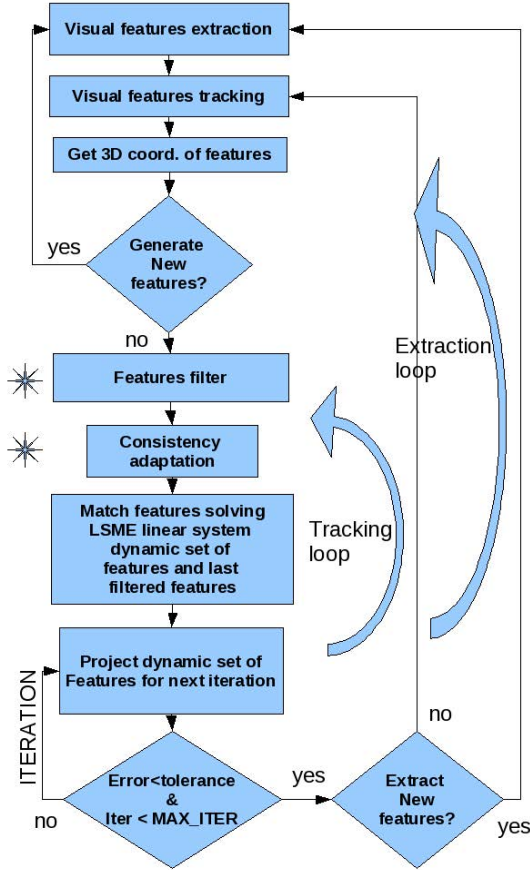 Visual features extraction
Visual features tracking
Get 3D coord. of features
yes
Generate
New
features?
no
Features filter
Extraction
loop
Consistency
adaptation
Match features solving
LSME linear system
dynamic set of
features and last
filtered features
Tracking
loop
Project dynamic set of
Features for next iteration
ITERATION
no
Error<tolerance
&
Iter < MAX_ITER
yes
no
Extract
New
features?
yes